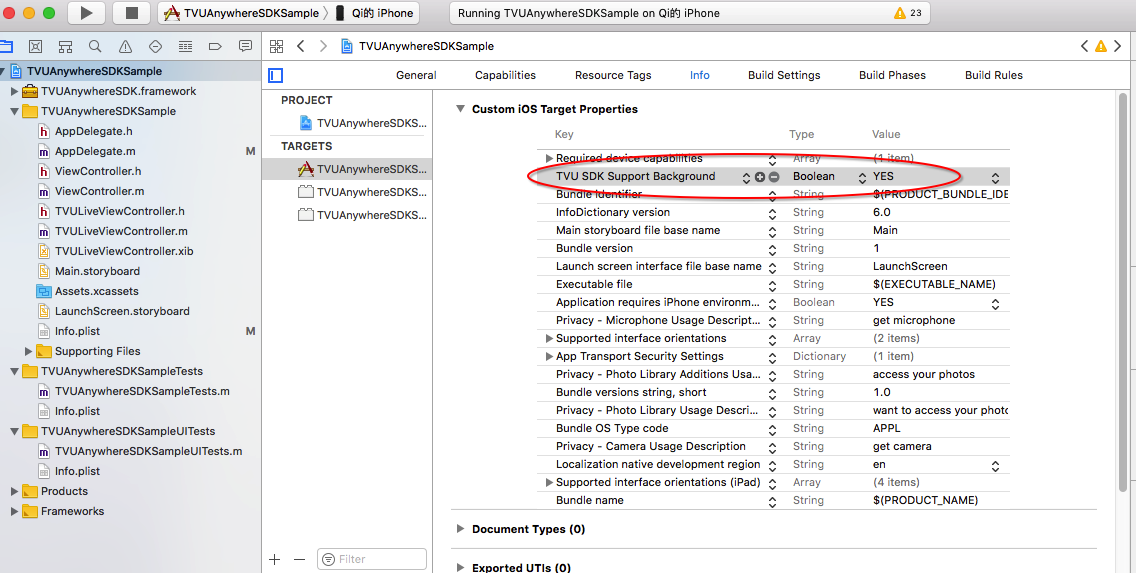 TVUAnywhereSDKSample Qi的 iPhone Running TVUAnywhereSDKSample on Qi的 iPhone 23
TVUAnywhereSDKSample
General Capabilities Resource Tags Info Build Settings Build Phases Build Rules
TVUAnywhereSDKSample
TVUAnywhereSDK.framework
TVUAnywhereSDKSample
AppDelegate.h
AppDelegate.m M
ViewController.h
ViewController.m
TVULiveViewController.h
TVULiveViewController.m
TVULiveViewController.xib
Main.storyboard
Assets.xcassets
LaunchScreen.storyboard
Info.plist M
Supporting Files
TVUAnywhereSDKSampleTests
TVUAnywhereSDKSampleTests.m
Info.plist
TVUAnywhereSDKSampleUITests
TVUAnywhereSDKSampleUITests.m
Info.plist
Products
Frameworks
PROJECT
TVUAnywhereSDKS...
TARGETS
TVUAnywhereSDKS...
TVUAnywhereSDKS...
TVUAnywhereSDKS...
Filter
Custom iOS Target Properties
Key Type Value
Required device capabilities Array (1 item)
TVU SDK Support Background Boolean YES
Bundle identifier String $(PRODUCT_BUNDLE_IDE
InfoDictionary version String 6.0
Main storyboard file base name String Main
Bundle version String 1
Launch screen interface file base name String LaunchScreen
Executable file String $(EXECUTABLE_NAME)
Application requires iPhone environm... Boolean YES
Privacy - Microphone Usage Descript... String get microphone
Supported interface orientations Array (2 items)
App Transport Security Settings Dictionary (1 item)
Privacy - Photo Library Additions Usa... String access your photos
Bundle versions string, short String 1.0
Privacy - Photo Library Usage Descri... String want to access your photo
Bundle OS Type code String APPL
Privacy - Camera Usage Description String get camera
Localization native development region String en
Supported interface orientations (iPad) Array (4 items)
Bundle name String $(PRODUCT_NAME)
Document Types (0)
Exported UTIs (0)